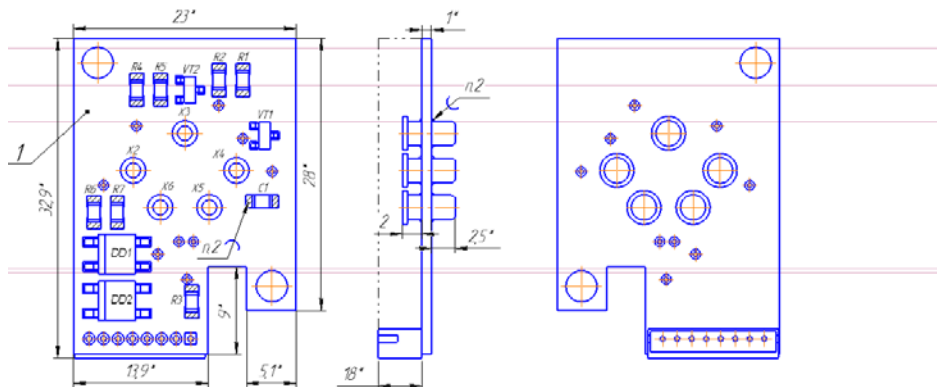 23*
1*
R4 R5 VT2 R2 R1
п.2
X3
VT1
1
X2 X4
32,9*
28*
R6 R7 X6 X5 C1
2
2,5*
п.2
DD1
DD2
R3
9*
13,9*
5,1*
18*